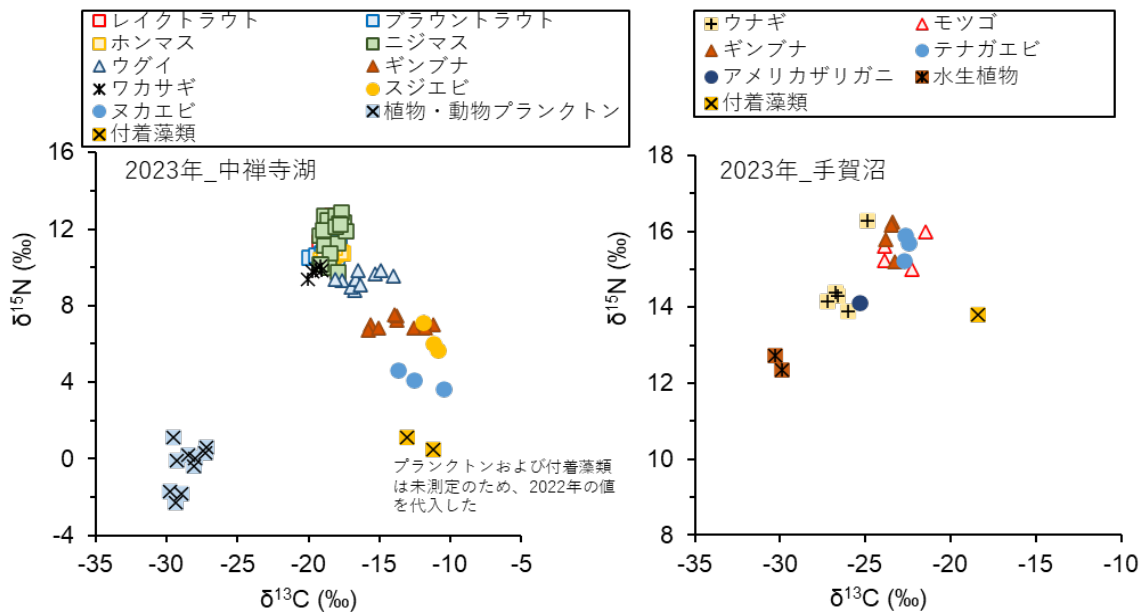 レイクトラウト
ブラウントラウト
ホンマス
ニジマス
ウグイ
ギンブナ
ワカサギ
スジエビ
ヌカエビ
植物・動物プランクトン
付着藻類
16
12
8
4
0
-4
δ15N (‰)
2023年_中禅寺湖
プランクトンおよび付着藻類
は未測定のため、2022年の値
を代入した
-35 -30 -25 -20 -15 -10 -5
δ13C (‰)
ウナギ
モツゴ
ギンブナ
テナガエビ
アメリカザリガニ
水生植物
付着藻類
18
16
14
12
10
8
δ15N (‰)
2023年_手賀沼
-35 -30 -25 -20 -15 -10
δ13C (‰)